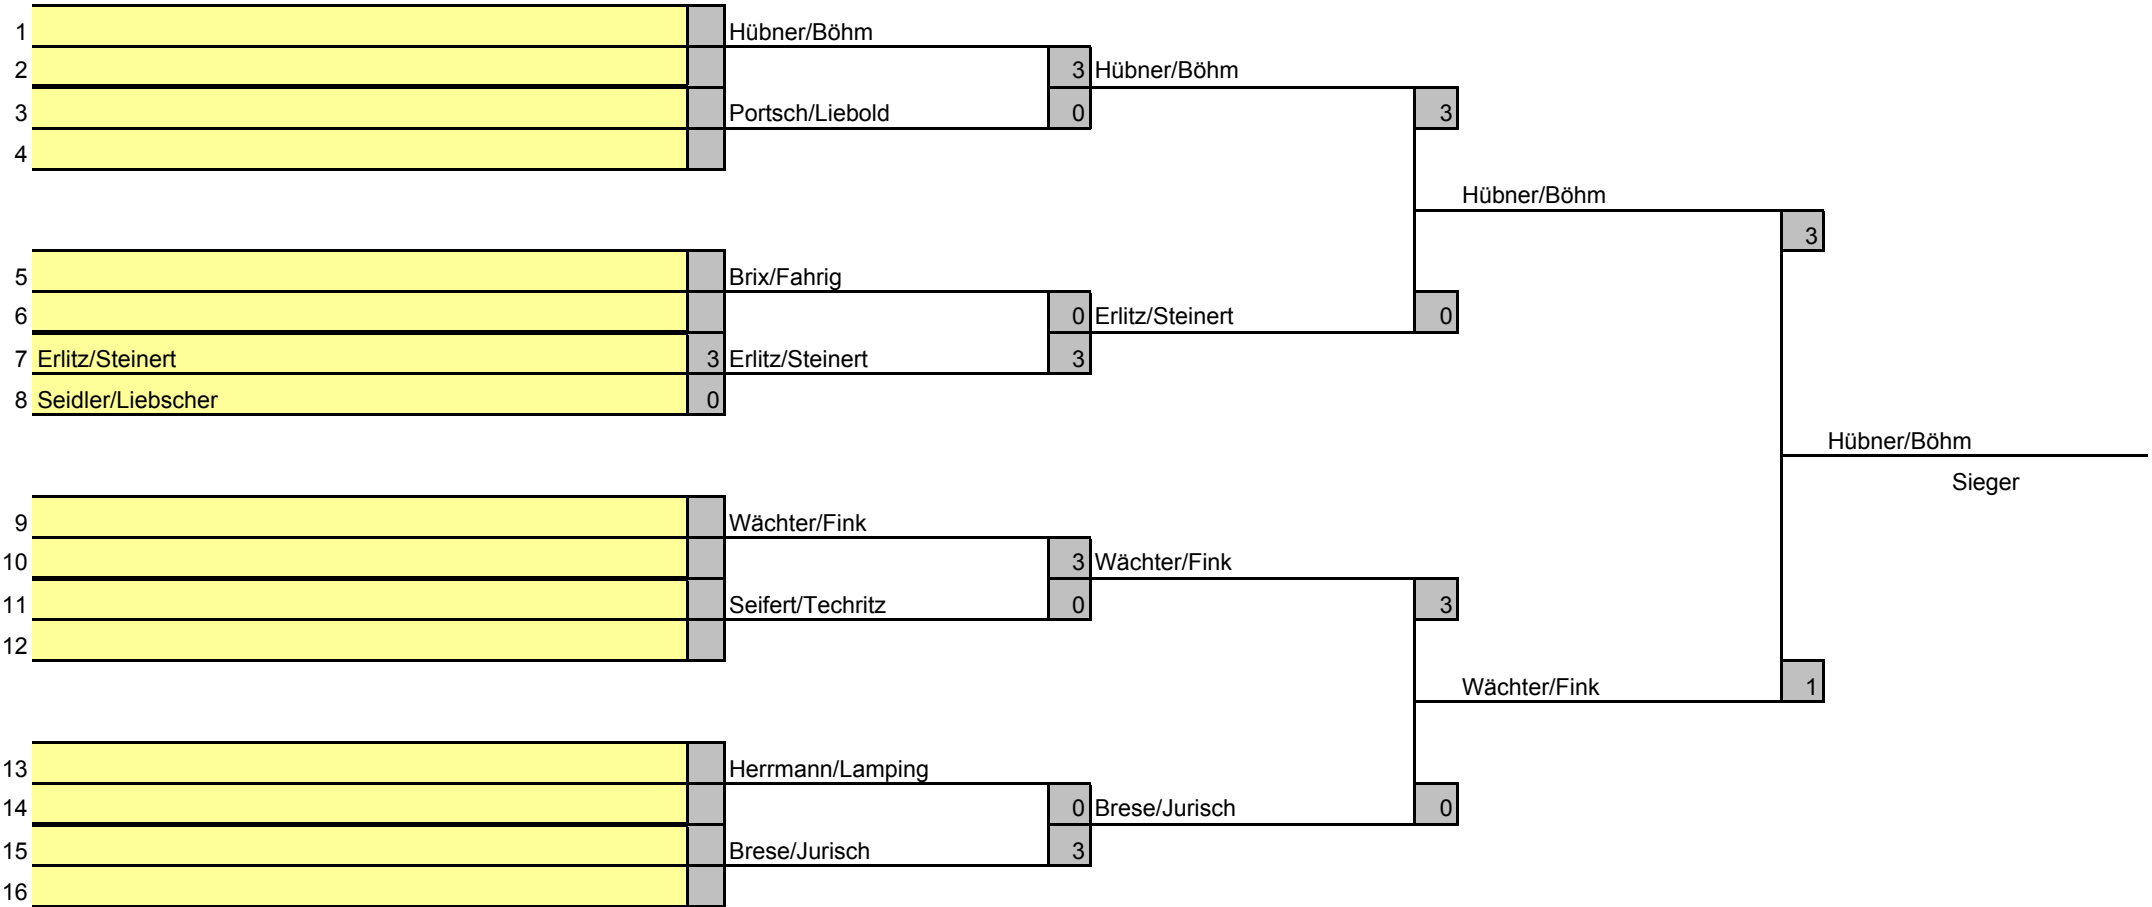 1 Hübner/Böhm
2 3 Hübner/Böhm
3 Portsch/Liebold 0 3
4
Hübner/Böhm
3
5 Brix/Fahrig
6 0 Erlitz/Steinert 0
7 Erlitz/Steinert 3 Erlitz/Steinert 3
8 Seidler/Liebscher 0
Hübner/Böhm
Sieger
9 Wächter/Fink
10 3 Wächter/Fink
11 Seifert/Techritz 0 3
12
Wächter/Fink 1
13 Herrmann/Lamping
14 0 Brese/Jurisch 0
15 Brese/Jurisch 3
16